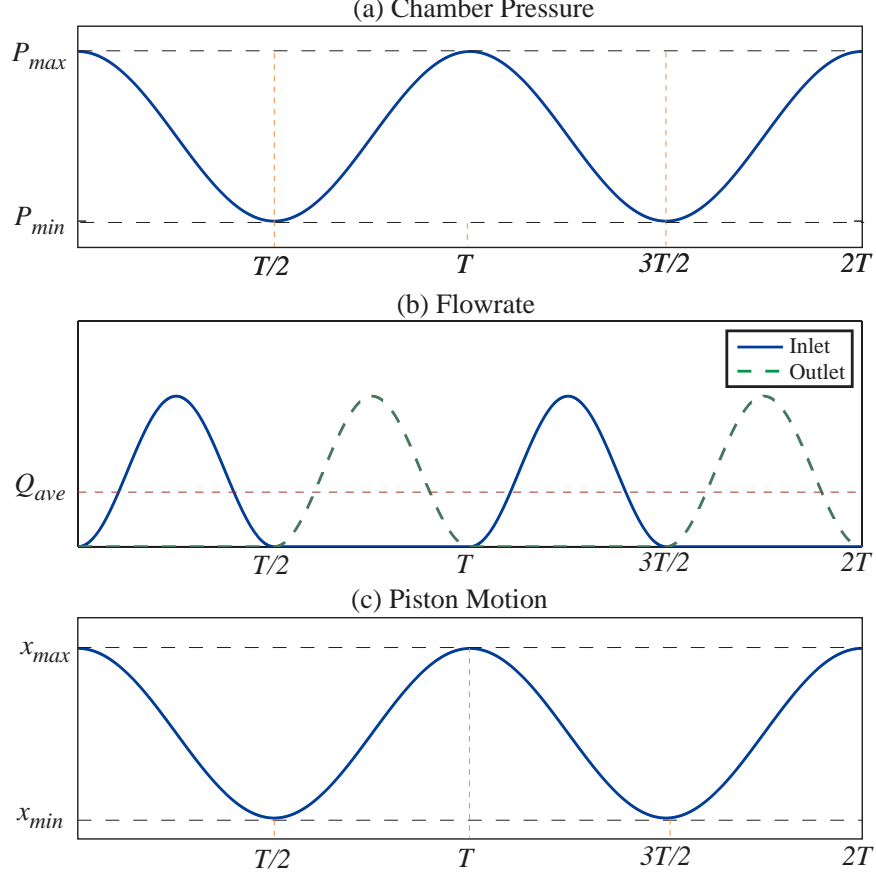 (a) Chamber Pressure
P_max
P_min
T/2 T 3T/2 2T
(b) Flowrate
Inlet
Outlet
Q_ave
T/2 T 3T/2 2T
(c) Piston Motion
x_max
x_min
T/2 T 3T/2 2T